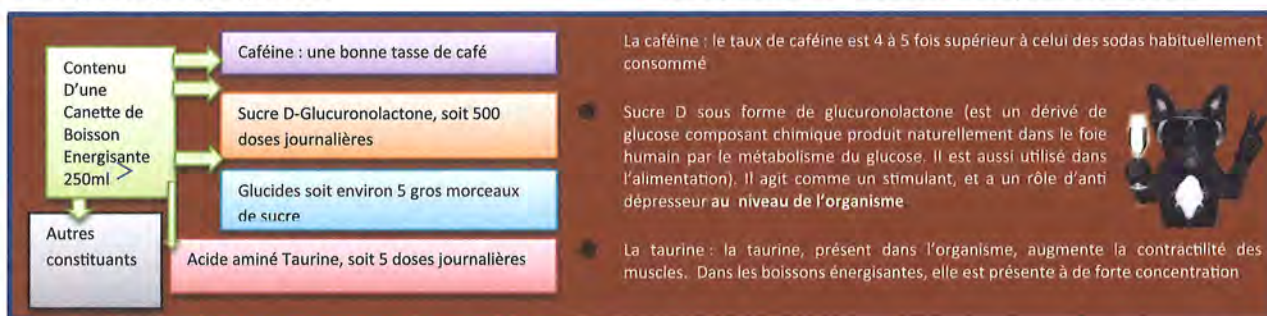 Contenu
D'une
Canette de
Boisson
Energisante
250ml >
Autres
constituants
Caféine : une bonne tasse de café
Sucre D-Glucuronolactone, soit 500
doses journalières
Glucides soit environ 5 gros morceaux
de sucre
Acide aminé Taurine, soit 5 doses journalières
La caféine : le taux de caféine est 4 à 5 fois supérieur à celui des sodas habituellement
consommé
Sucre D sous forme de glucuronolactone (est un dérivé de
glucose composant chimique produit naturellement dans le foie
humain par le métabolisme du glucose. Il est aussi utilisé dans
l'alimentation). Il agit comme un stimulant, et a un rôle d'anti
dépresseur au niveau de l'organisme
La taurine : la taurine, présent dans l'organisme, augmente la contractilité des
muscles. Dans les boissons énergisantes, elle est présente à de forte concentration